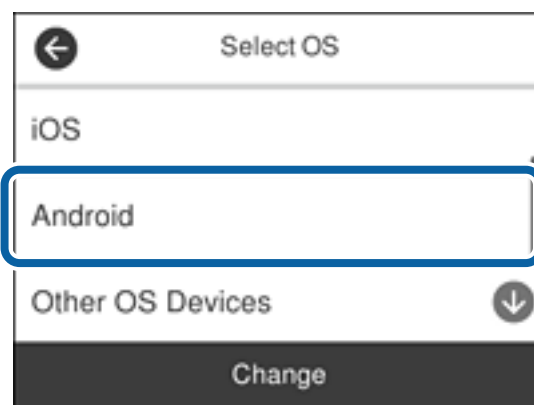 Select OS
iOS
Android
Other OS Devices
Change